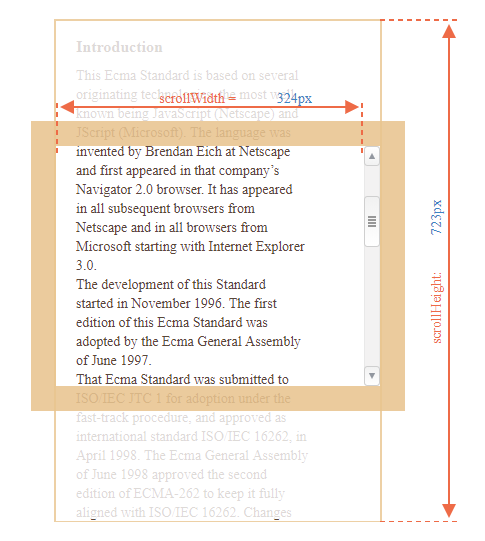 Introduction
This Ecma Standard is based on several
originating technologies, the most well
scrollWidth = 324px
known being JavaScript (Netscape) and
JScript (Microsoft). The language was
invented by Brendan Eich at Netscape
and first appeared in that company’s
Navigator 2.0 browser. It has appeared
in all subsequent browsers from
Netscape and in all browsers from
Microsoft starting with Internet Explorer
3.0.
The development of this Standard
started in November 1996. The first
edition of this Ecma Standard was
adopted by the Ecma General Assembly
of June 1997.
That Ecma Standard was submitted to
ISO/IEC JTC 1 for adoption under the
fast-track procedure, and approved as
international standard ISO/IEC 16262, in
April 1998. The Ecma General Assembly
of June 1998 approved the second
edition of ECMA-262 to keep it fully
aligned with ISO/IEC 16262. Changes
scrollHeight: 723px